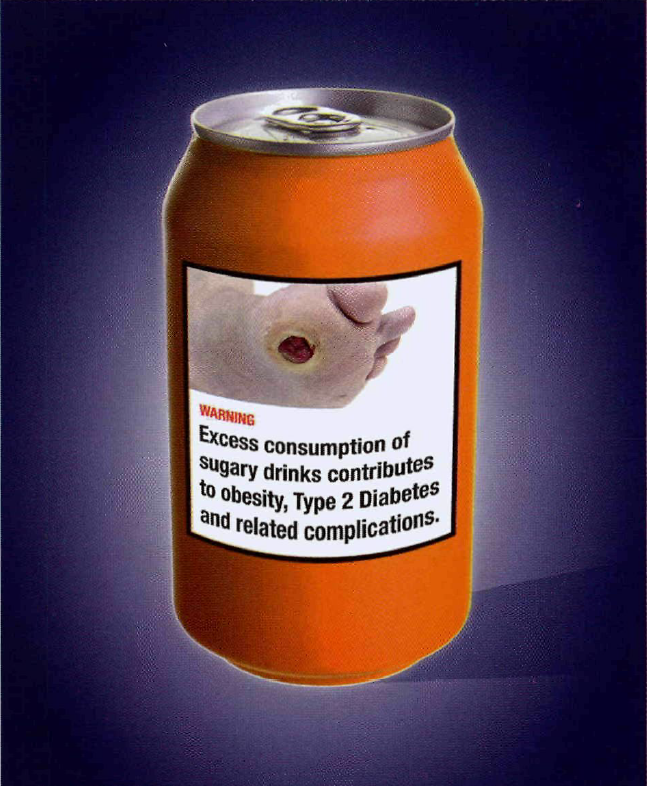 WARNING
Excess consumption of
sugary drinks contributes
to obesity, Type 2 Diabetes
and related complications.